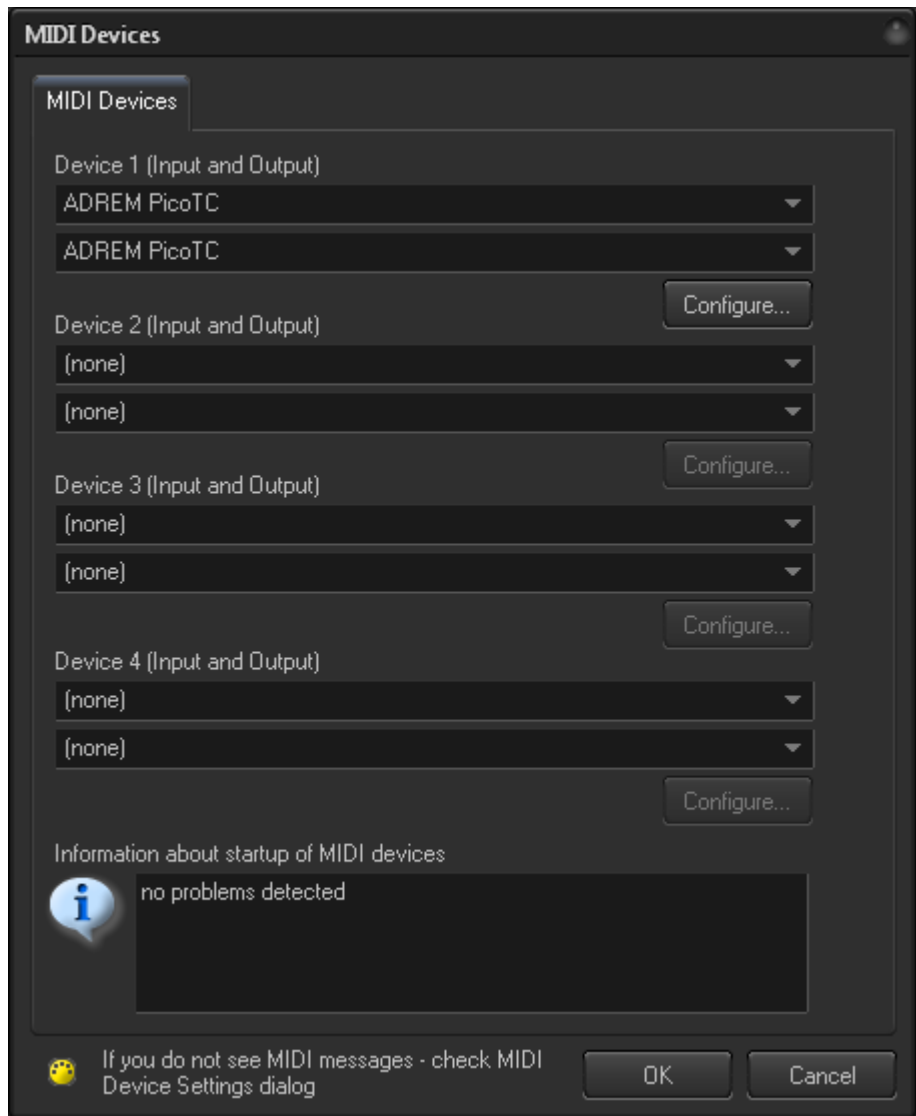 MIDI Devices
MIDI Devices
Device 1 (Input and Output)
ADREM PicoTC
ADREM PicoTC
Configure...
Device 2 (Input and Output)
(none)
(none)
Configure...
Device 3 (Input and Output)
(none)
(none)
Configure...
Device 4 (Input and Output)
(none)
(none)
Configure...
Information about startup of MIDI devices
no problems detected
If you do not see MIDI messages - check MIDI
Device Settings dialog
OK
Cancel